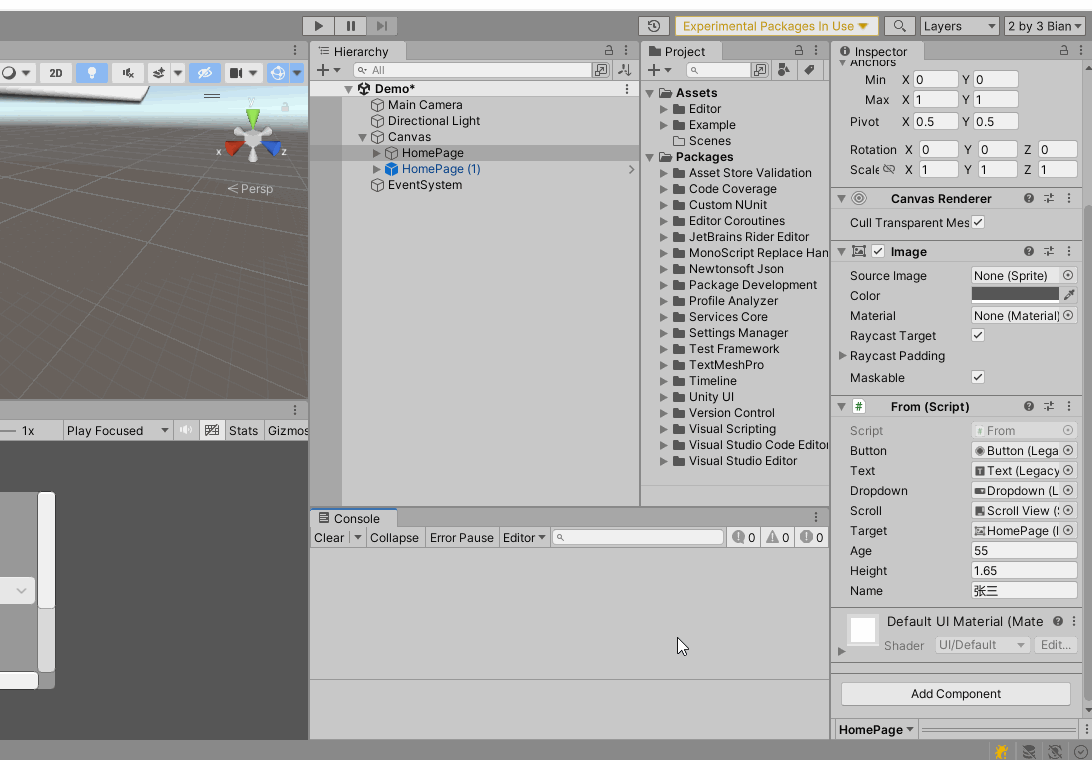 Experimental Packages In Use
Layers
2 by 3 Bian
Hierarchy
Project
Inspector
2D
All
Demo*
Main Camera
Directional Light
Canvas
HomePage
HomePage (1)
EventSystem
y
x
z
Persp
Assets
Editor
Example
Scenes
Packages
Asset Store Validation
Code Coverage
Custom NUnit
Editor Coroutines
JetBrains Rider Editor
MonoScript Replace Han
Newtonsoft Json
Package Development
Profile Analyzer
Services Core
Settings Manager
Test Framework
TextMeshPro
Timeline
Unity UI
Version Control
Visual Scripting
Visual Studio Code Editor
Visual Studio Editor
Anchors
Min X 0 Y 0
Max X 1 Y 1
Pivot X 0.5 Y 0.5
Rotation X 0 Y 0 Z 0
Scale X 1 Y 1 Z 1
Canvas Renderer
Cull Transparent Mes
Image
Source Image None (Sprite)
Color
Material None (Material)
Raycast Target
Raycast Padding
Maskable
# From (Script)
Script # From
Button Button (Lega
Text T Text (Legacy
Dropdown Dropdown (L
Scroll Scroll View (S
Target HomePage (I
Age 55
Height 1.65
Name 张三
Default UI Material (Mate
Shader UI/Default Edit...
Add Component
HomePage
1x Play Focused Stats Gizmos
Console
Clear Collapse Error Pause Editor 0 0 0